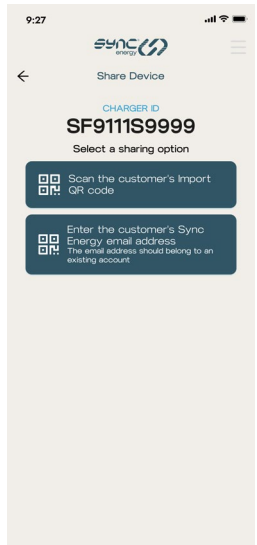 9:27
sync
energy
Share Device
CHARGER ID
SF9111S9999
Select a sharing option
Scan the customer's Import
QR code
Enter the customer's Sync
Energy email address
The email address should belong to an
existing account